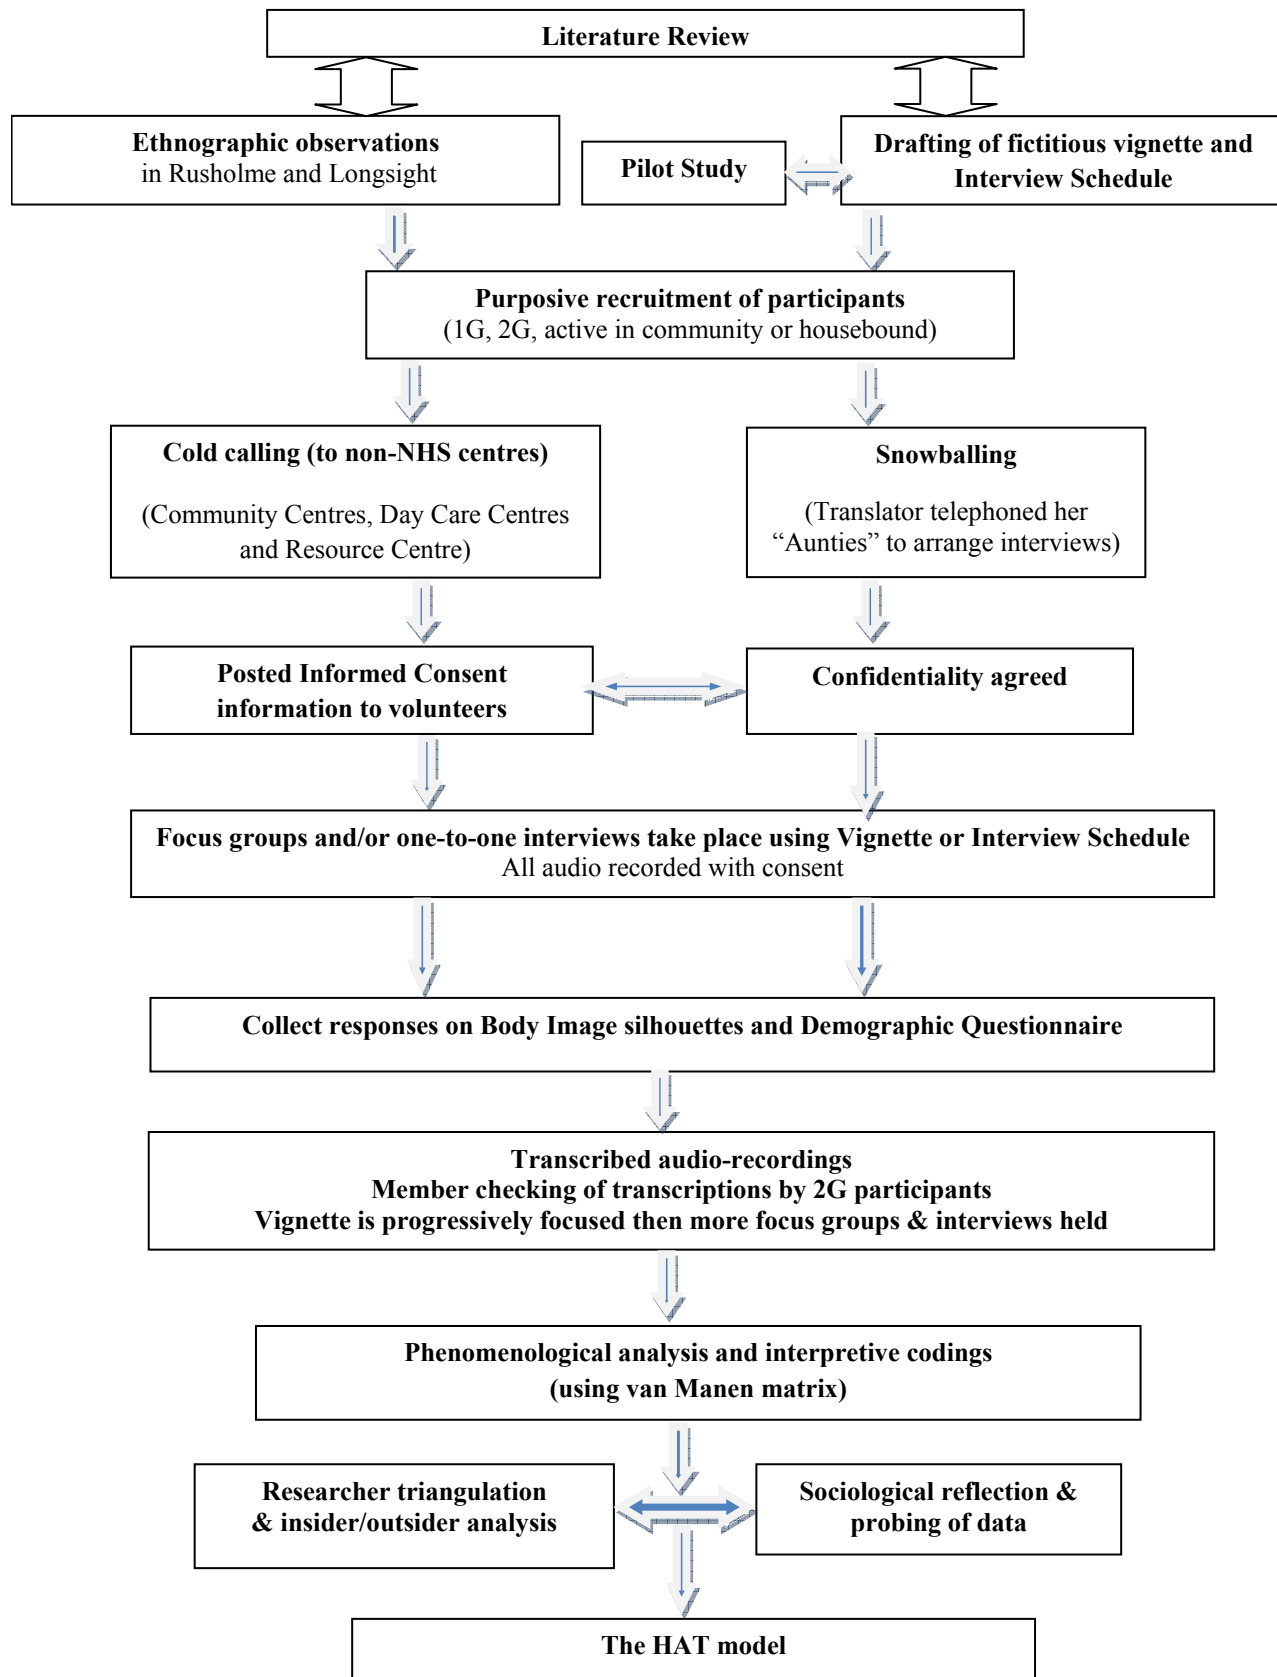 Literature Review
Ethnographic observations
in Rusholme and Longsight
Pilot Study
Drafting of fictitious vignette and
Interview Schedule
Purposive recruitment of participants
(1G, 2G, active in community or housebound)
Cold calling (to non-NHS centres)
(Community Centres, Day Care Centres
and Resource Centre)
Snowballing
(Translator telephoned her
“Aunties” to arrange interviews)
Posted Informed Consent
information to volunteers
Confidentiality agreed
Focus groups and/or one-to-one interviews take place using Vignette or Interview Schedule
All audio recorded with consent
Collect responses on Body Image silhouettes and Demographic Questionnaire
Transcribed audio-recordings
Member checking of transcriptions by 2G participants
Vignette is progressively focused then more focus groups & interviews held
Phenomenological analysis and interpretive codings
(using van Manen matrix)
Researcher triangulation
& insider/outsider analysis
Sociological reflection &
probing of data
The HAT model